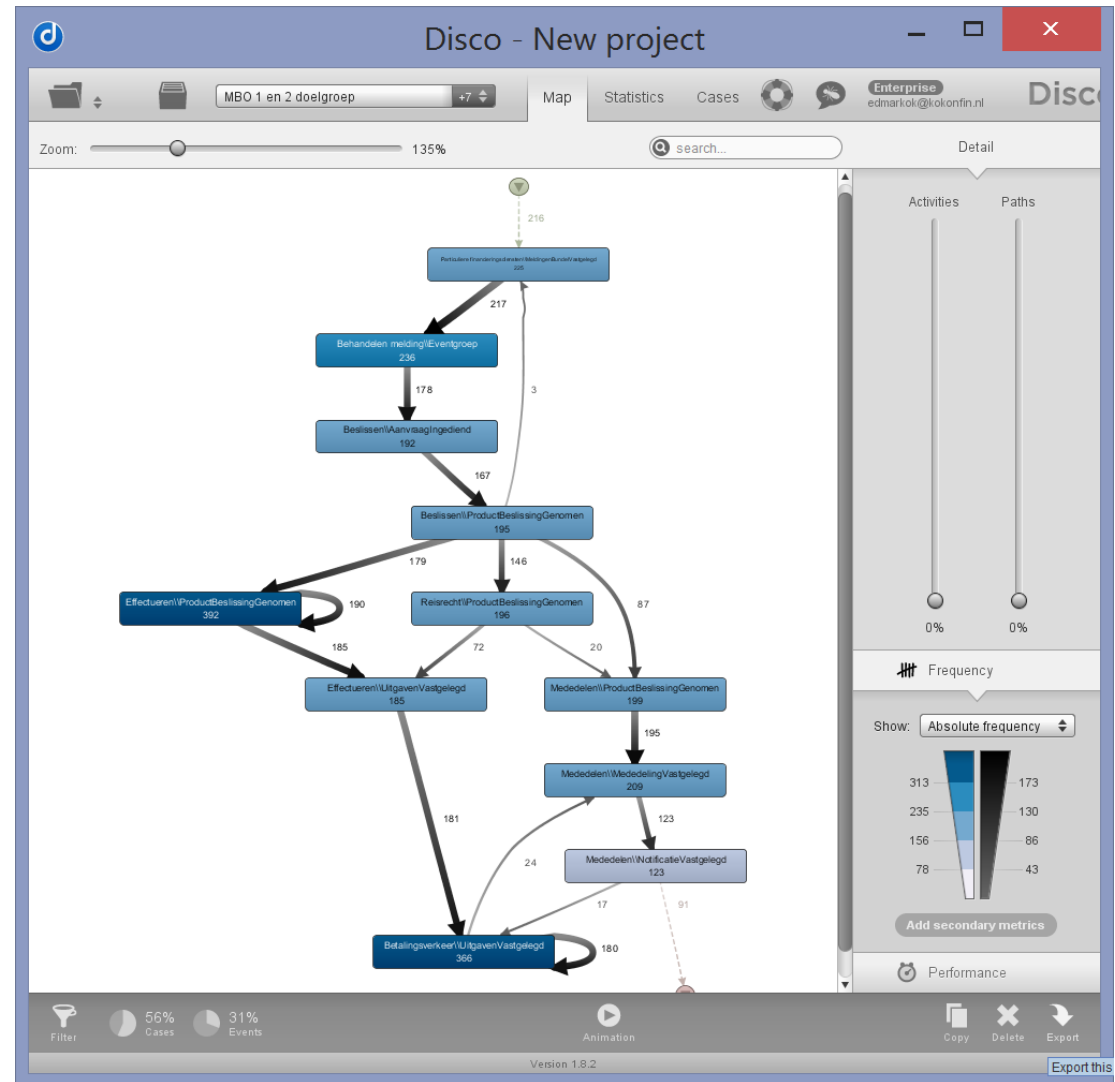 Disco - New project
MBO 1 en 2 doelgroep
+7
Map
Statistics
Cases
Enterprise
edmarkok@kokonfin.nl
Disc
Zoom:
135%
search...
Detail
Activities
Paths
216
Particuliere financieringsdiensten\\MeldingenBundelVastgelegd
225
217
Behandelen melding\\Eventgroep
236
178
3
Beslissen\\AanvraagIngediend
192
167
Beslissen\\ProductBeslissingGenomen
195
179
146
Effectueren\\ProductBeslissingGenomen
392
190
Reisrecht\\ProductBeslissingGenomen
196
87
185
72
20
Effectueren\\UitgavenVastgelegd
185
Mededelen\\ProductBeslissingGenomen
199
195
Mededelen\\MededelingVastgelegd
209
181
123
24
Mededelen\\NotificatieVastgelegd
123
17
91
Betalingsverkeer\\UitgavenVastgelegd
366
180
0%
0%
Frequency
Show:
Absolute frequency
313
173
235
130
156
86
78
43
Add secondary metrics
Performance
Filter
56%
Cases
31%
Events
Animation
Copy
Delete
Export
Version 1.8.2
Export this